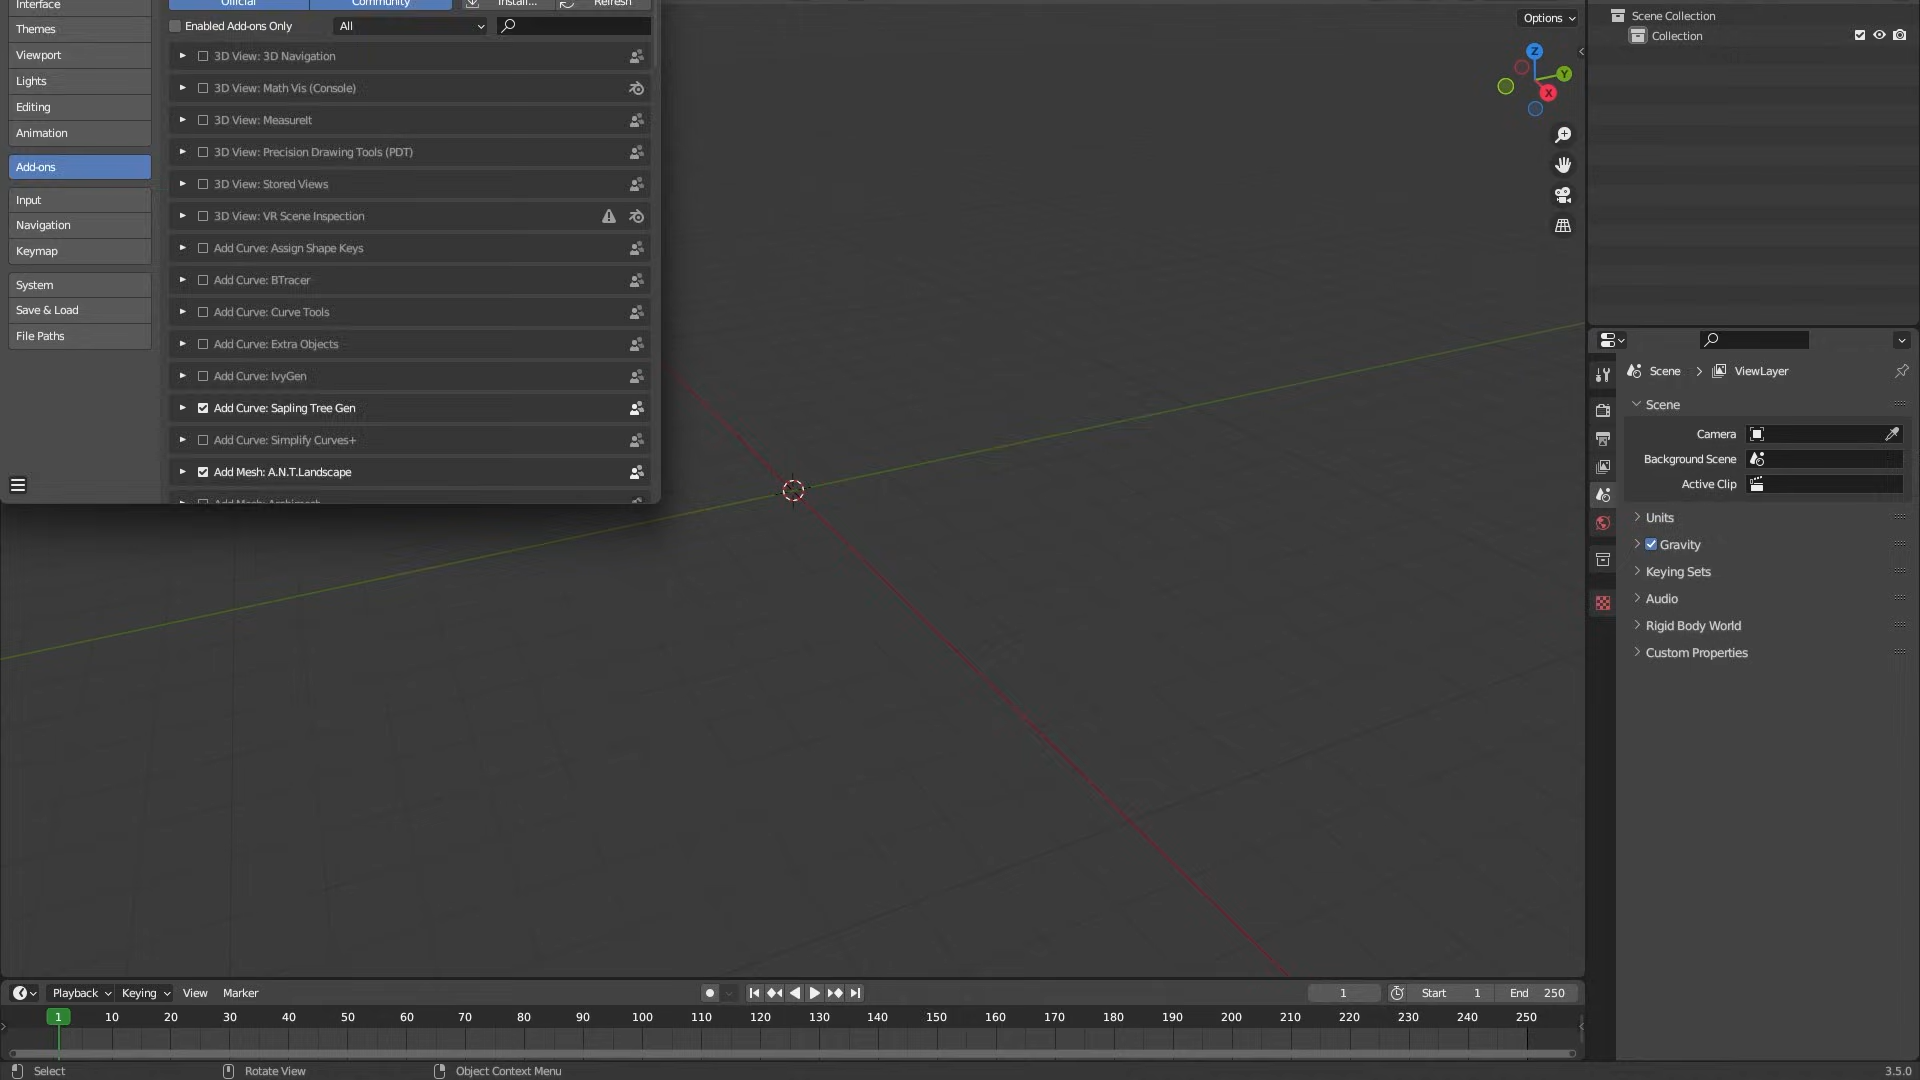 Interface
Themes
Viewport
Lights
Editing
Animation
Add-ons
Input
Navigation
Keymap
System
Save & Load
File Paths
Official
Community
Install...
Refresh
Enabled Add-ons Only
All
3D View: 3D Navigation
3D View: Math Vis (Console)
3D View: MeasureIt
3D View: Precision Drawing Tools (PDT)
3D View: Stored Views
3D View: VR Scene Inspection
Add Curve: Assign Shape Keys
Add Curve: BTracer
Add Curve: Curve Tools
Add Curve: Extra Objects
Add Curve: IvyGen
Add Curve: Sapling Tree Gen
Add Curve: Simplify Curves+
Add Mesh: A.N.T.Landscape
Options
Z
Y
X
Scene Collection
Collection
Scene
ViewLayer
Scene
Camera
Background Scene
Active Clip
Units
Gravity
Keying Sets
Audio
Rigid Body World
Custom Properties
Playback
Keying
View
Marker
1
Start 1
End 250
1 10 20 30 40 50 60 70 80 90 100 110 120 130 140 150 160 170 180 190 200 210 220 230 240 250
Select
Rotate View
Object Context Menu
3.5.0